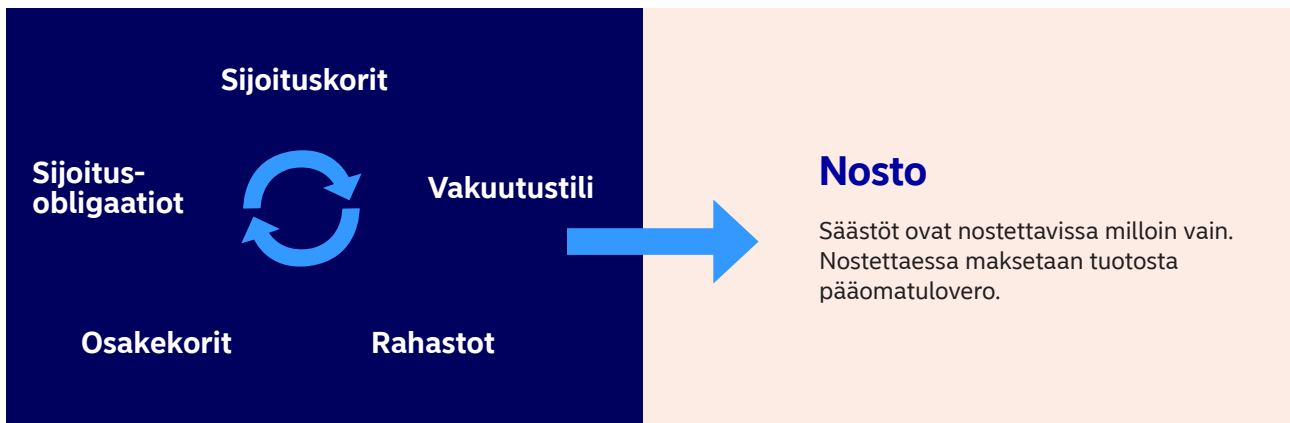 Sijoituskorit
Sijoitus-
obligaatiot
Vakuutustili
Osakekorit
Rahastot
Nosto
Säästöt ovat nostettavissa milloin vain.
Nostettaessa maksetaan tuotosta
pääomatulovero.